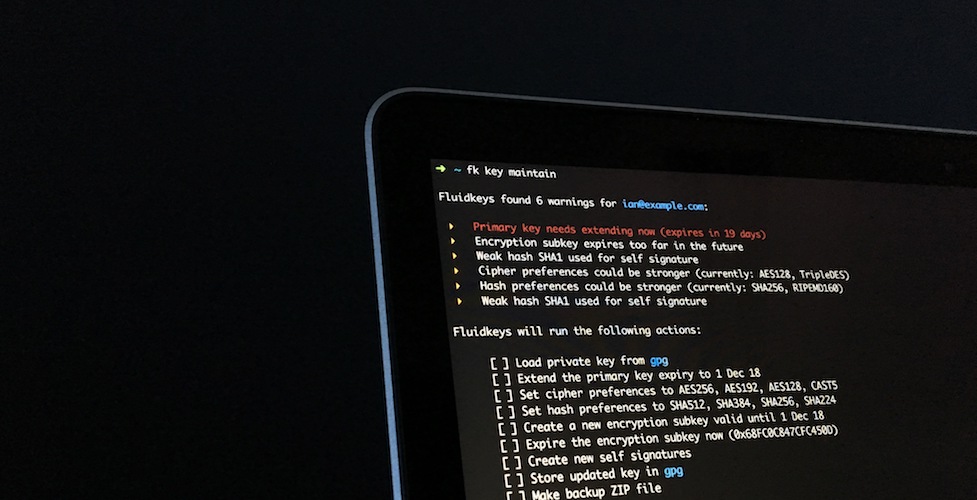 ➜ ~ fk key maintain
Fluidkeys found 6 warnings for ian@example.com:
▸ Primary key needs extending now (expires in 19 days)
▸ Encryption subkey expires too far in the future
▸ Weak hash SHA1 used for self signature
▸ Cipher preferences could be stronger (currently: AES128, TripleDES)
▸ Hash preferences could be stronger (currently: SHA256, RIPEMD160)
▸ Weak hash SHA1 used for self signature
Fluidkeys will run the following actions:
[ ] Load private key from gpg
[ ] Extend the primary key expiry to 1 Dec 18
[ ] Set cipher preferences to AES256, AES192, AES128, CAST5
[ ] Set hash preferences to SHA512, SHA384, SHA256, SHA224
[ ] Create a new encryption subkey valid until 1 Dec 18
[ ] Expire the encryption subkey now (0x68FC0C847CFC450D)
[ ] Create new self signatures
[ ] Store updated key in gpg
[ ] Make backup ZIP file